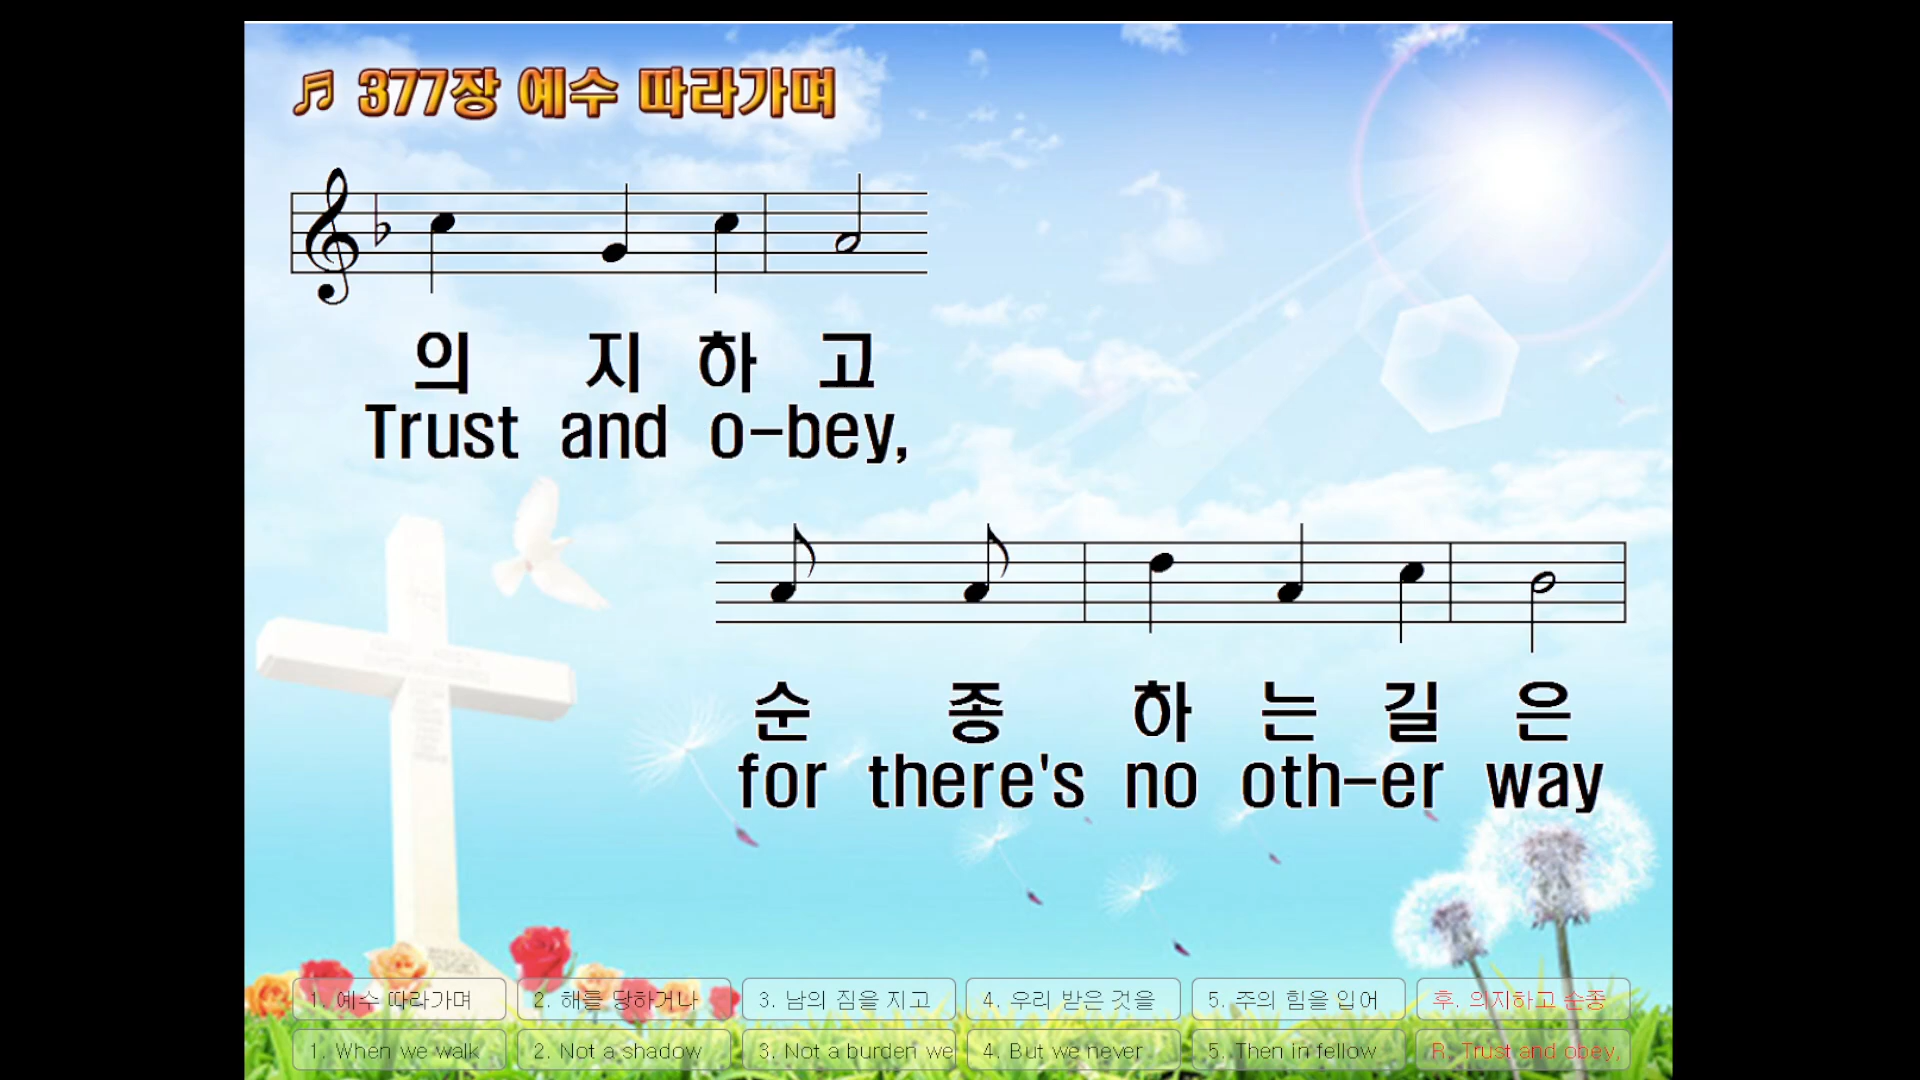 ♬ 377장 예수 따라가며
의 지 하 고
Trust and o-bey,
순 종 하 는 길 은
for there's no oth-er way
1. 예수 따라가며 2. 해를 당하거나 3. 남의 짐을 지고 4. 우리 받은 것을 5. 주의 힘을 입어 후. 의지하고 순종
1. When we walk 2. Not a shadow 3. Not a burden we 4. But we never 5. Then in fellow R. Trust and obey,